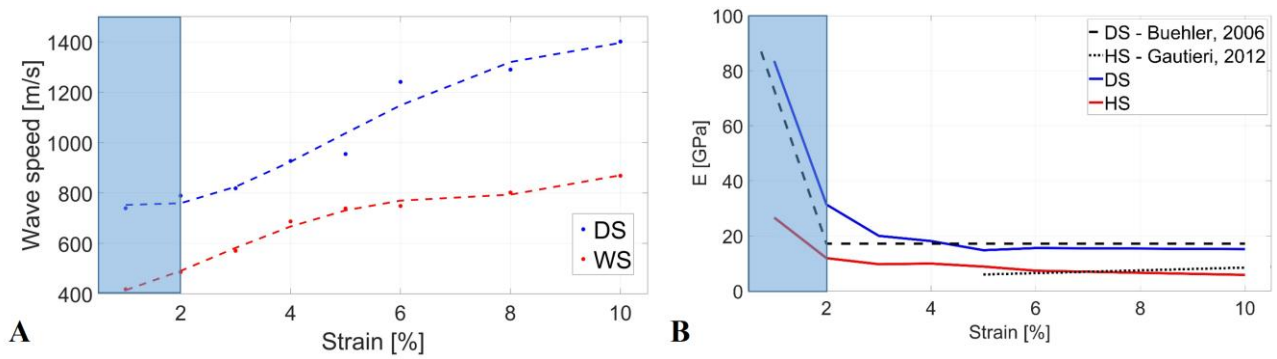 1400
1200
1000
800
600
400
Wave speed [m/s]
2
4
6
8
10
Strain [%]
DS
WS
A
100
80
60
40
20
0
E [GPa]
2
4
6
8
10
Strain [%]
DS - Buehler, 2006
HS - Gautieri, 2012
DS
HS
B